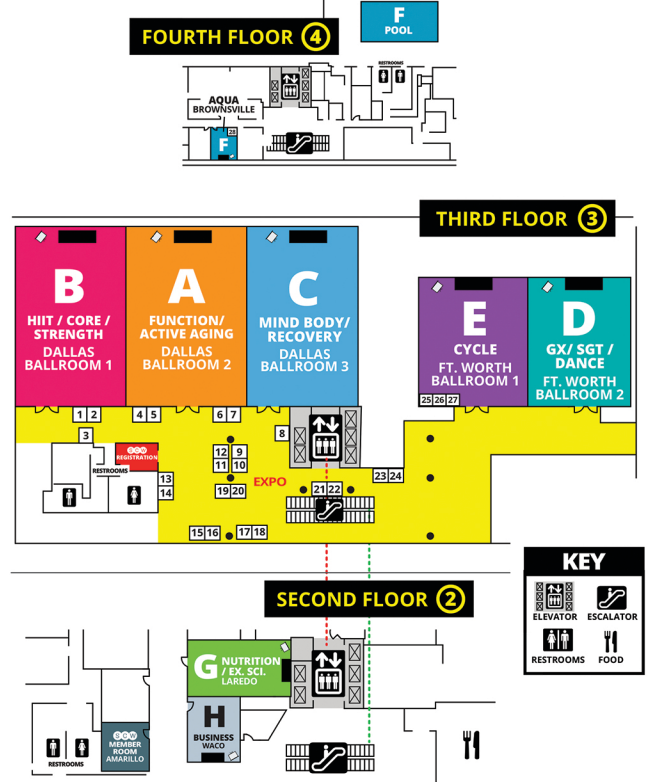 F
POOL
FOURTH FLOOR 4
RESTROOMS
AQUA
BROWNSVILLE
28
F
THIRD FLOOR 3
B
HIIT / CORE /
STRENGTH
DALLAS
BALLROOM 1
A
FUNCTION/
ACTIVE AGING
DALLAS
BALLROOM 2
C
MIND BODY/
RECOVERY
DALLAS
BALLROOM 3
E
CYCLE
FT. WORTH
BALLROOM 1
D
GX/ SGT /
DANCE
FT. WORTH
BALLROOM 2
25 26 27
1 2
4 5
6 7
3
8
SCW
REGISTRATION
RESTROOMS
12 9
11 10
13
14
19 20
EXPO
21 22
23 24
15 16
17 18
SECOND FLOOR 2
KEY
ELEVATOR
ESCALATOR
RESTROOMS
FOOD
G
NUTRITION
/ EX. SCI.
LAREDO
H
BUSINESS
WACO
SCW
MEMBER
ROOM
AMARILLO
RESTROOMS